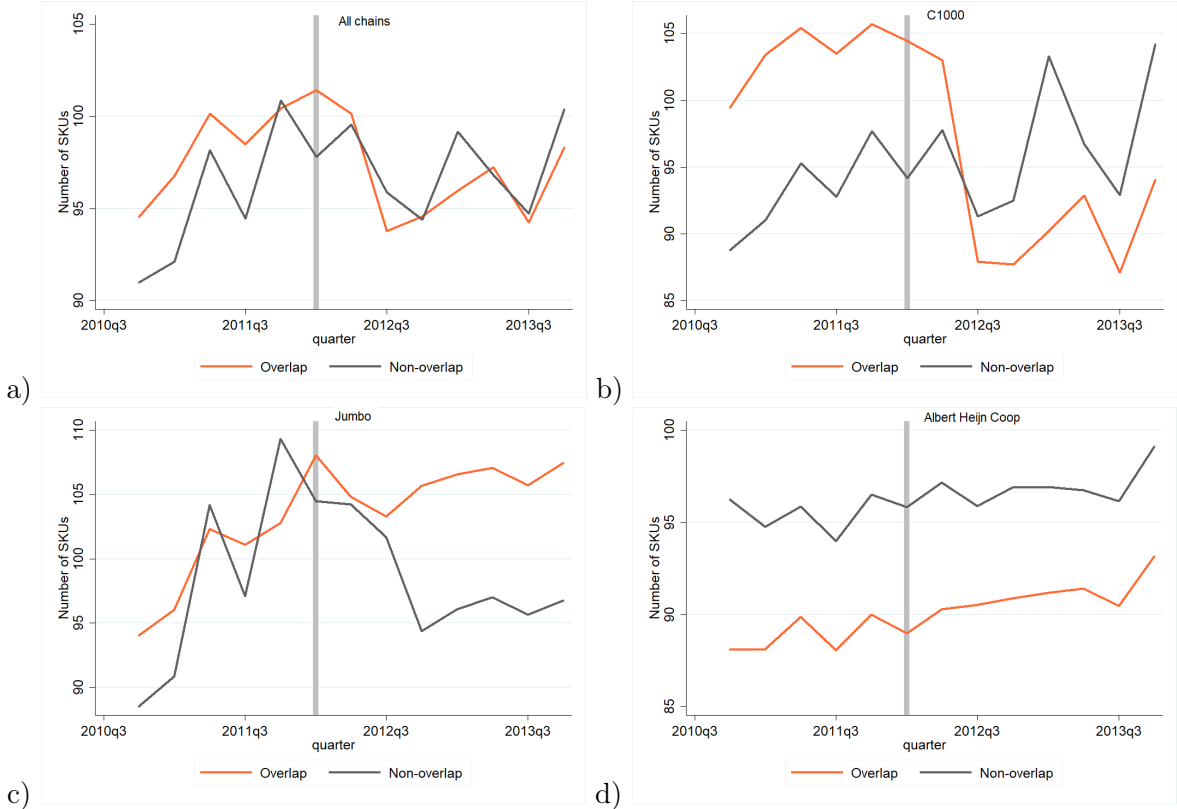 All chains
Number of SKUs
105
100
95
90
2010q3 2011q3 2012q3 2013q3
quarter
Overlap Non-overlap
a)
C1000
Number of SKUs
105
100
95
90
85
2010q3 2011q3 2012q3 2013q3
quarter
Overlap Non-overlap
b)
Jumbo
Number of SKUs
110
105
100
95
90
2010q3 2011q3 2012q3 2013q3
quarter
Overlap Non-overlap
c)
Albert Heijn Coop
Number of SKUs
100
95
90
85
2010q3 2011q3 2012q3 2013q3
quarter
Overlap Non-overlap
d)